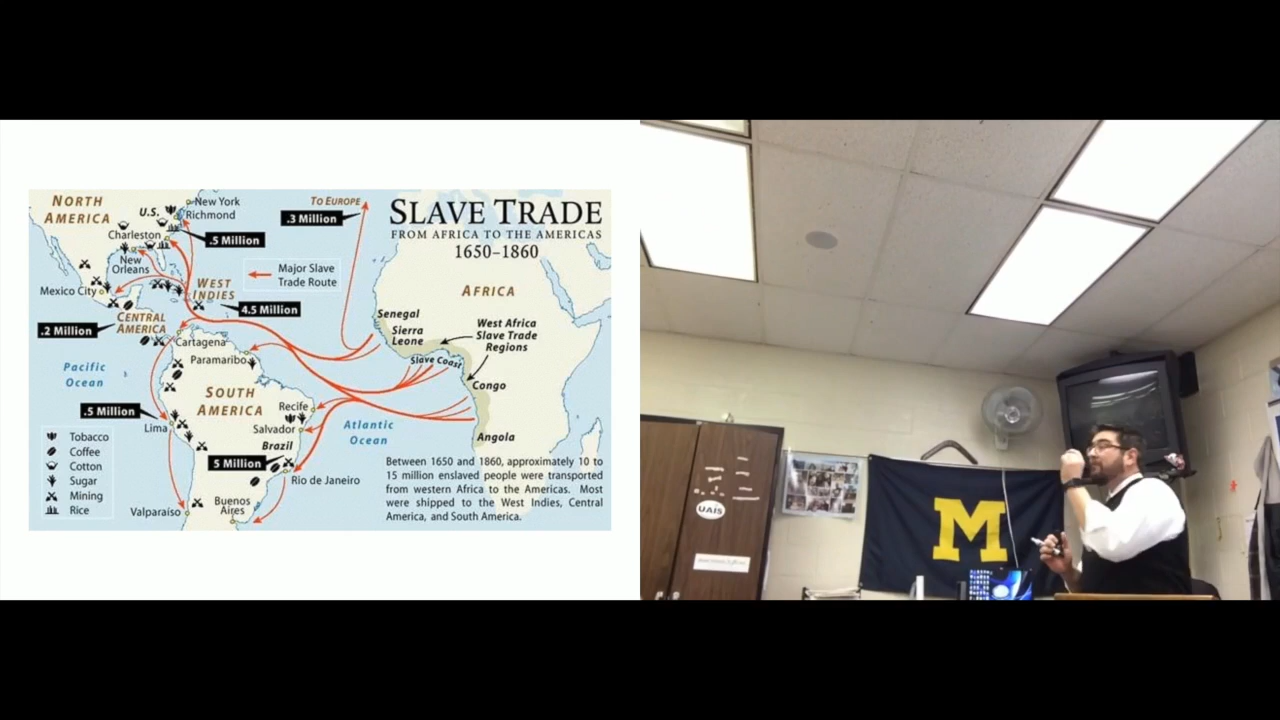 NORTH
AMERICA
U.S.
New York
Richmond
Charleston
.5 Million
New
Orleans
Mexico City
WEST
INDIES
4.5 Million
.2 Million
CENTRAL
AMERICA
Cartagena
Paramaribo
Pacific
Ocean
SOUTH
AMERICA
.5 Million
Lima
Recife
Salvador
Brazil
5 Million
Rio de Janeiro
Buenos
Aires
Valparaíso
Tobacco
Coffee
Cotton
Sugar
Mining
Rice
TO EUROPE
.3 Million
Major Slave
Trade Route
SLAVE TRADE
FROM AFRICA TO THE AMERICAS
1650–1860
AFRICA
Senegal
Sierra
Leone
West Africa
Slave Trade
Regions
Slave Coast
Congo
Angola
Atlantic
Ocean
Between 1650 and 1860, approximately 10 to
15 million enslaved people were transported
from western Africa to the Americas. Most
were shipped to the West Indies, Central
America, and South America.
UAIS
M